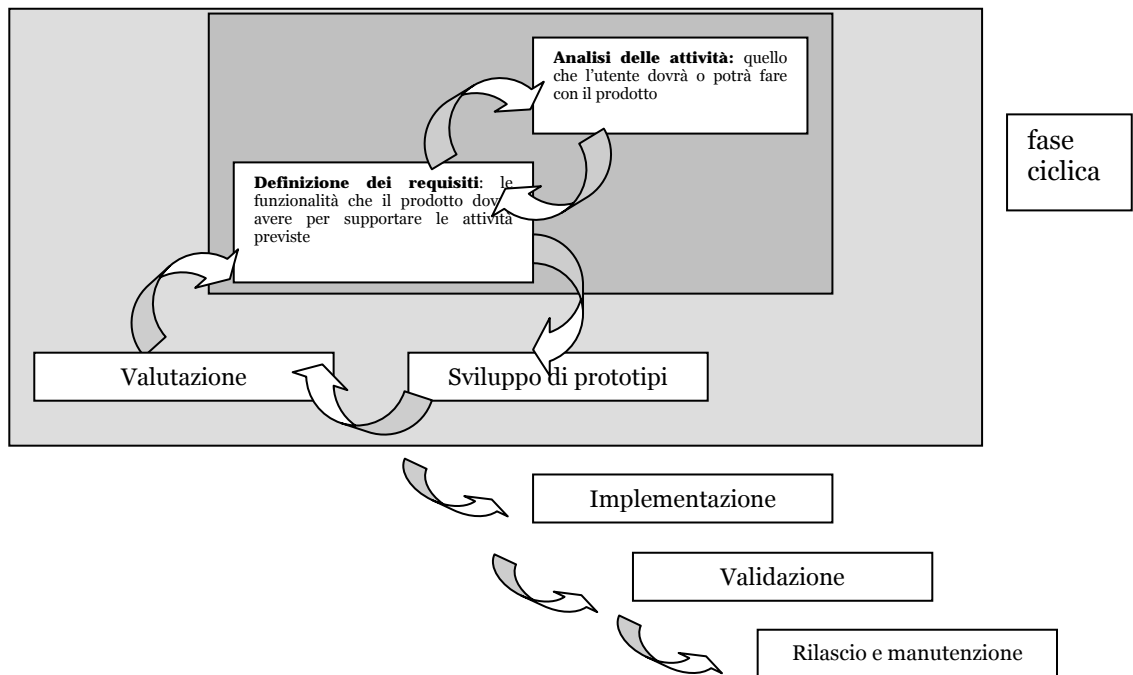 Analisi delle attività: quello
che l'utente dovrà o potrà fare
con il prodotto
fase
ciclica
Definizione dei requisiti: le
funzionalità che il prodotto dov
avere per supportare le attività
previste
Valutazione
Sviluppo di prototipi
Implementazione
Validazione
Rilascio e manutenzione